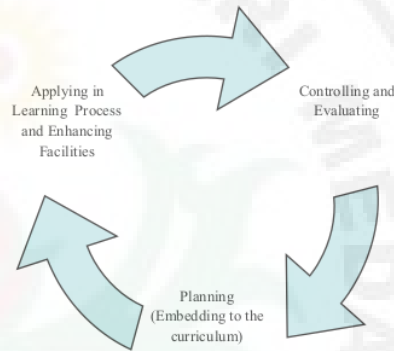 Applying in
Learning Process
and Enhancing
Facilities
Controlling and
Evaluating
Planning
(Embedding to the
curriculum)